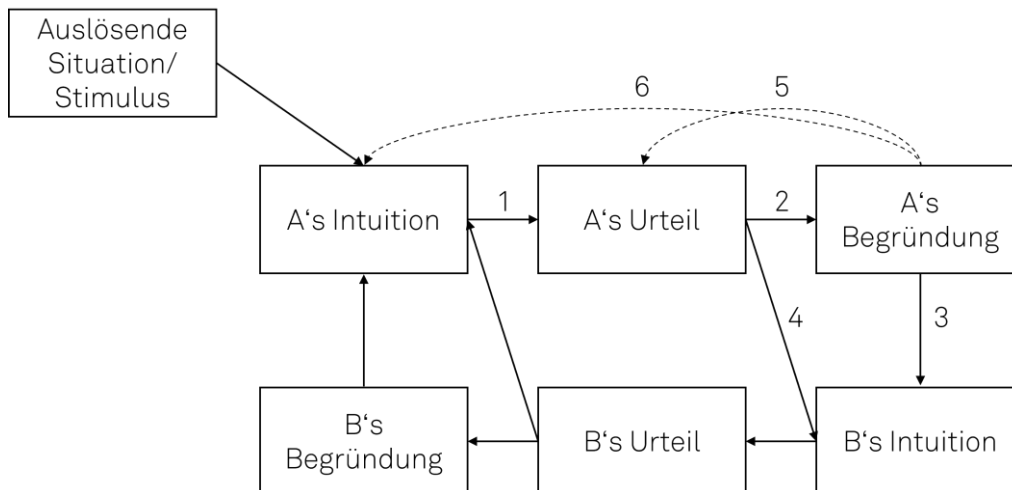 Auslösende
Situation/
Stimulus
6
5
A‘s Intuition
1
A‘s Urteil
2
A‘s
Begründung
4
3
B‘s
Begründung
B‘s Urteil
B‘s Intuition